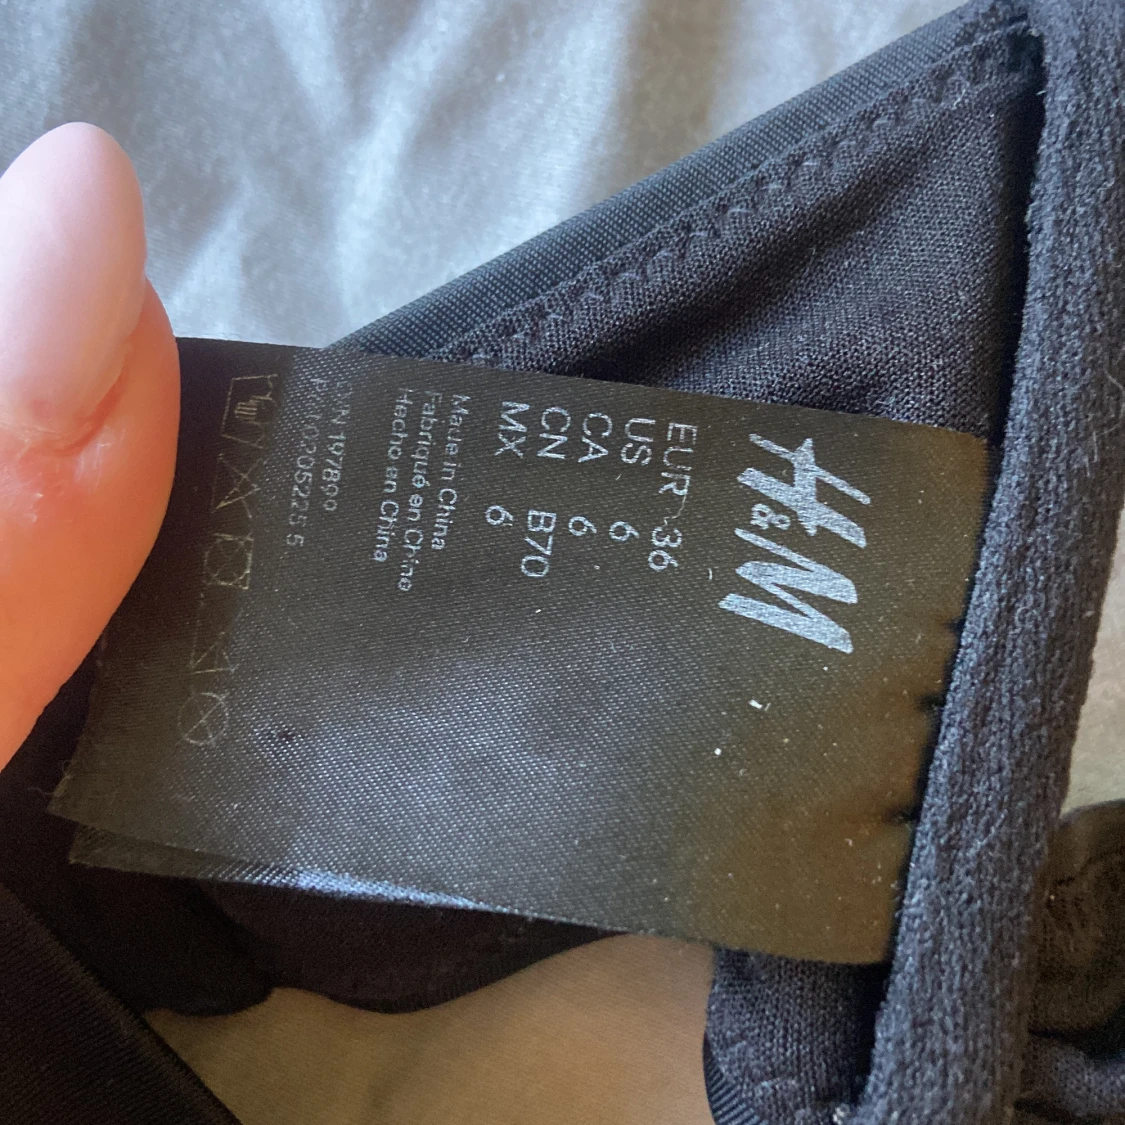 H&M
EUR 36
US 6
CA 6
CN B70
MX 6
Made in China
Fabriqué en Chine
Hecho en China
197899